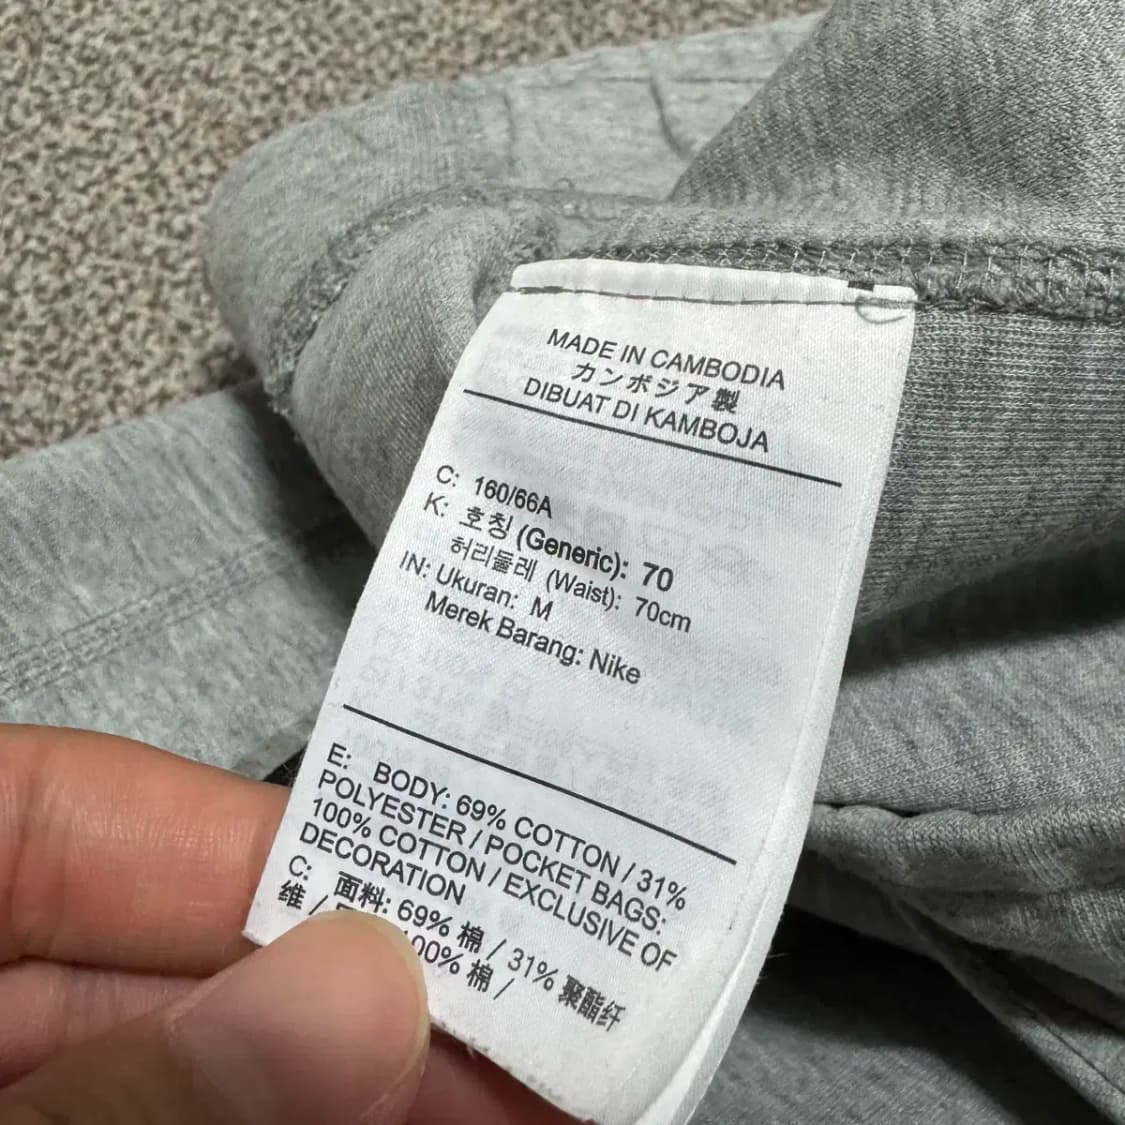 MADE IN CAMBODIA
カンボジア製
DIBUAT DI KAMBOJA
C: 160/66A
K: 호칭 (Generic): 70
허리둘레 (Waist): 70cm
IN: Ukuran: M
Merek Barang: Nike
E: BODY: 69% COTTON / 31%
POLYESTER / POCKET BAGS:
100% COTTON / EXCLUSIVE OF
DECORATION
C: 面料: 69% 棉 / 31% 聚酯纤
维 / 100% 棉 /